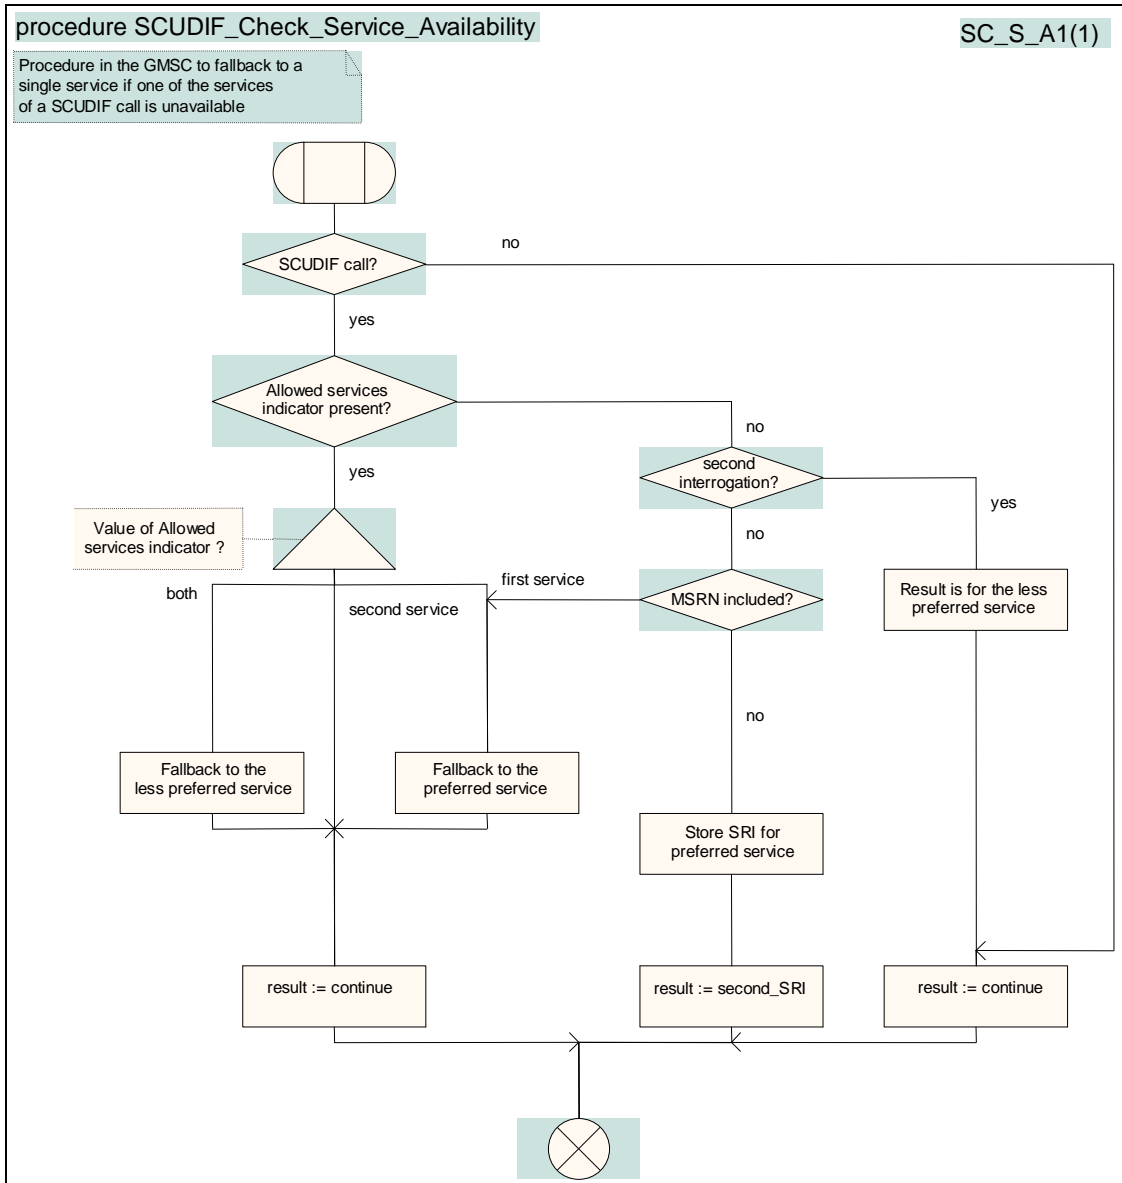 procedure SCUDIF_Check_Service_Availability
SC_S_A1(1)
Procedure in the GMSC to fallback to a
single service if one of the services
of a SCUDIF call is unavailable
SCUDIF call?
no
yes
Allowed services
indicator present?
no
yes
second
interrogation?
yes
no
Value of Allowed
services indicator ?
both
second service
first service
MSRN included?
Result is for the less
preferred service
no
Fallback to the
less preferred service
Fallback to the
preferred service
Store SRI for
preferred service
result := continue
result := second_SRI
result := continue